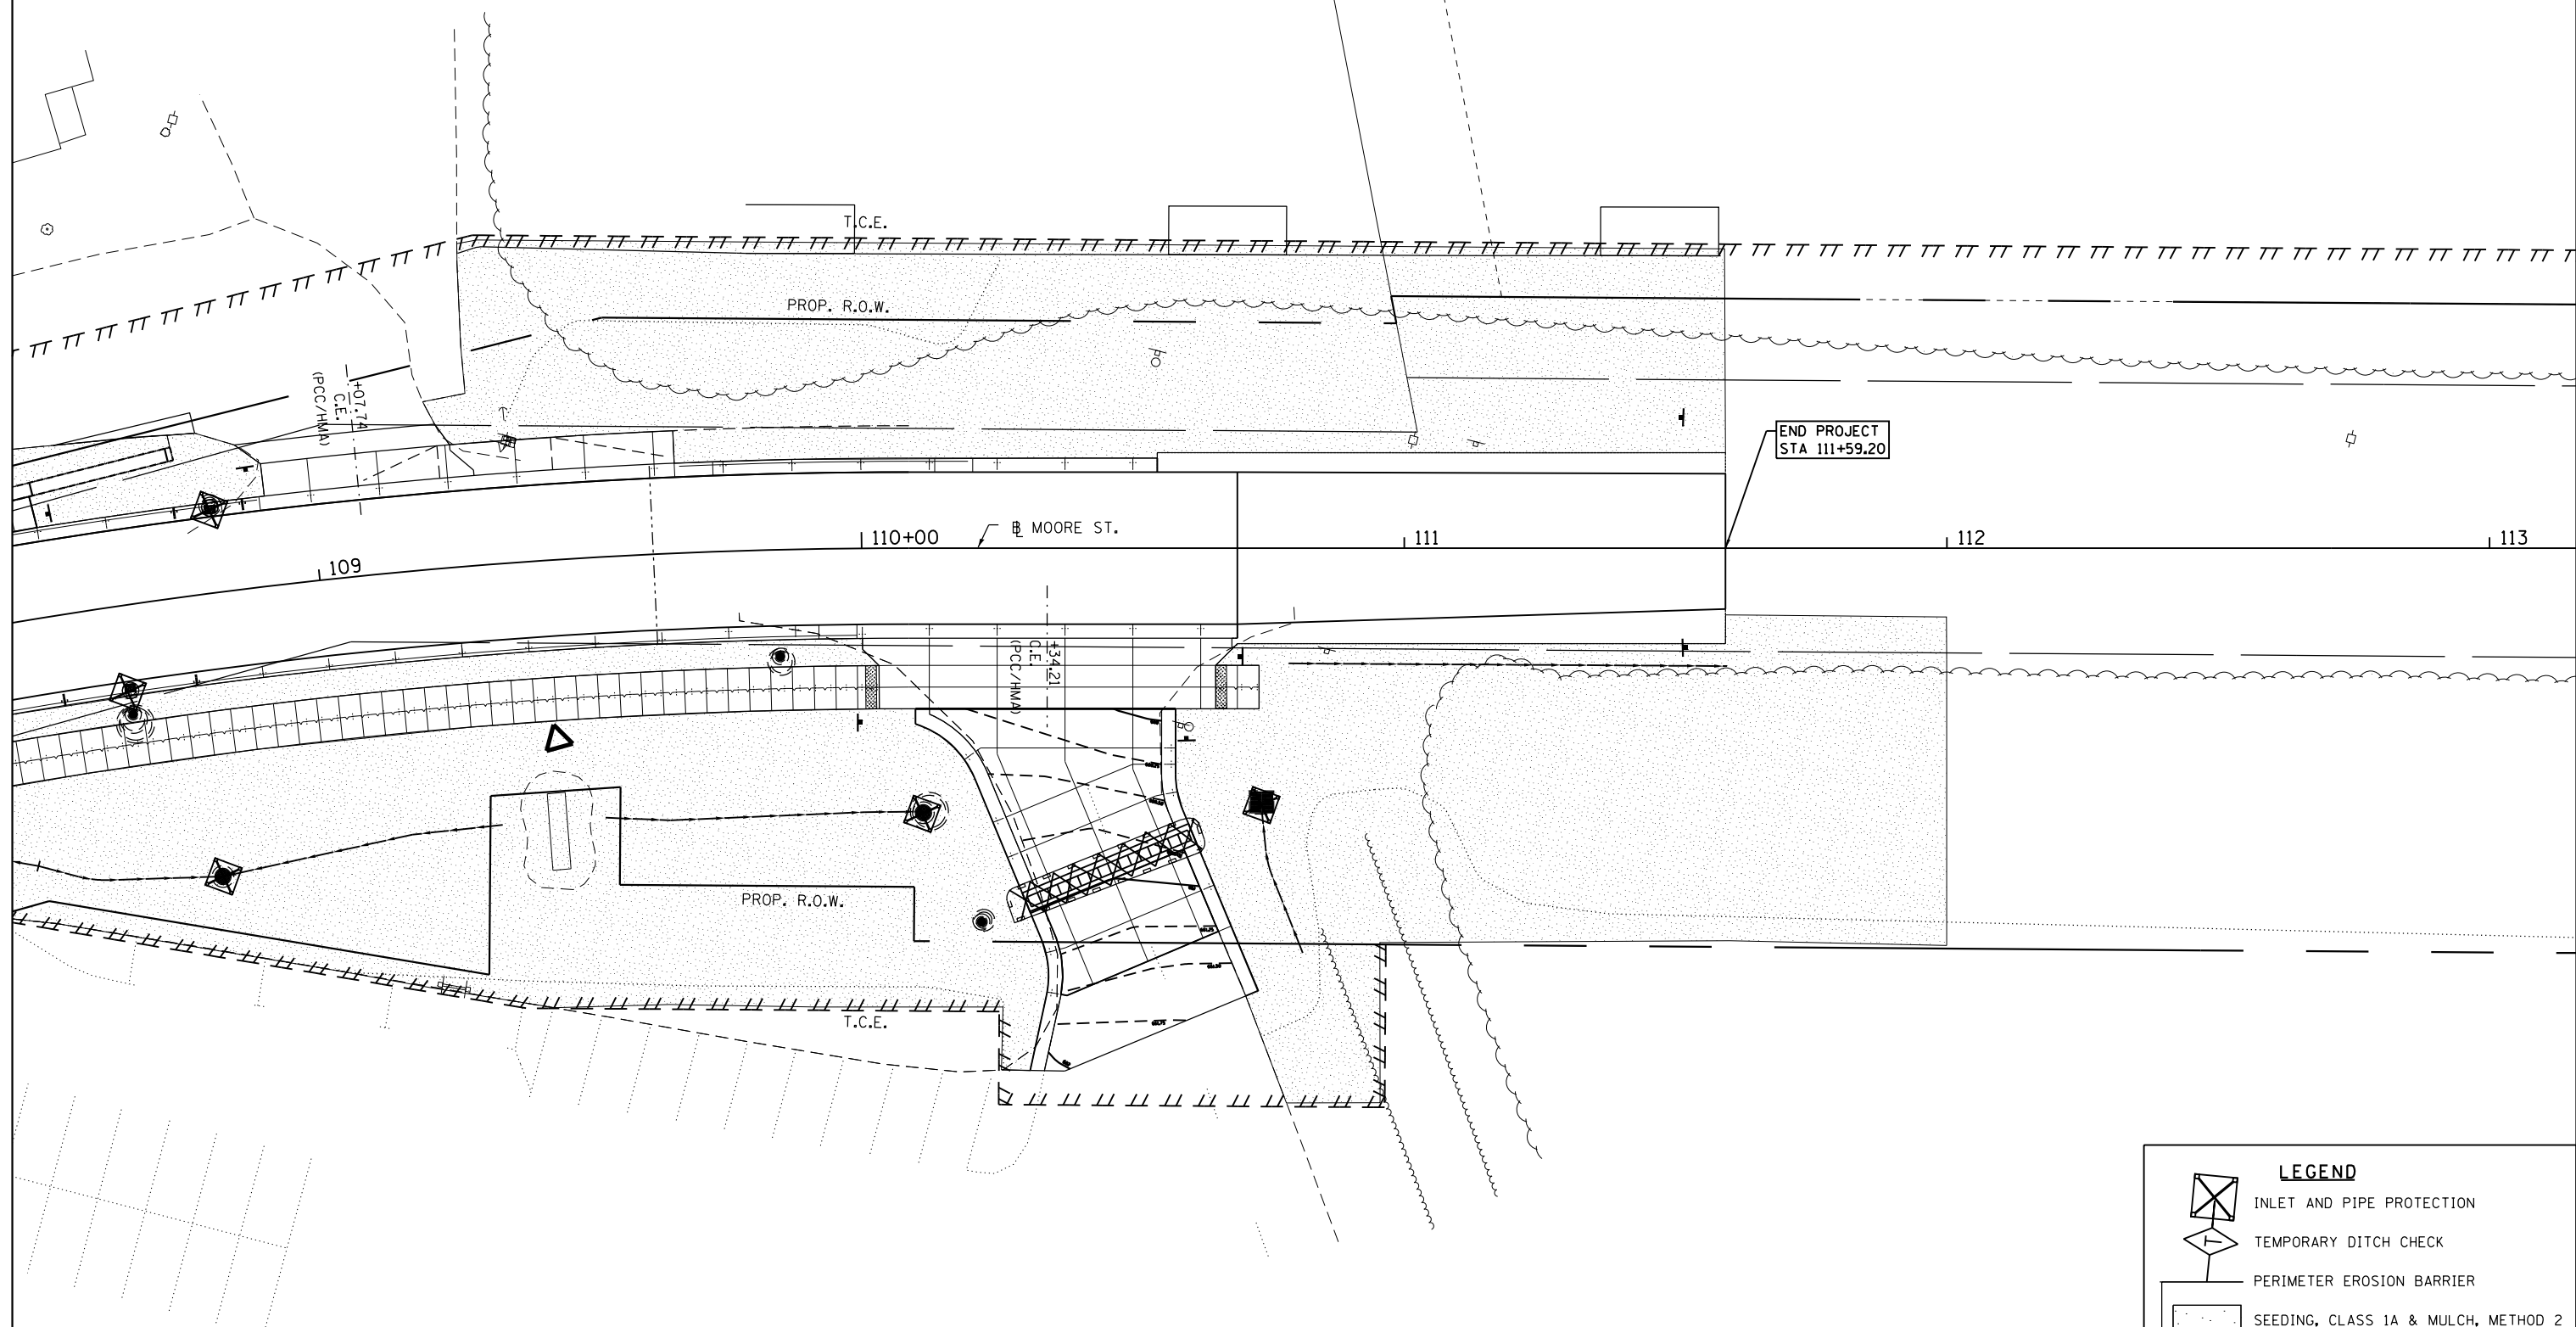 T.C.E.
PROP. R.O.W.
+07.74
C.E.
(PCC/HMA)
END PROJECT
STA 111+59.20
109
110+00
℄ MOORE ST.
111
112
113
+34.21
C.E.
(PCC/HMA)
PROP. R.O.W.
T.C.E.
LEGEND
INLET AND PIPE PROTECTION
TEMPORARY DITCH CHECK
PERIMETER EROSION BARRIER
SEEDING, CLASS 1A & MULCH, METHOD 2